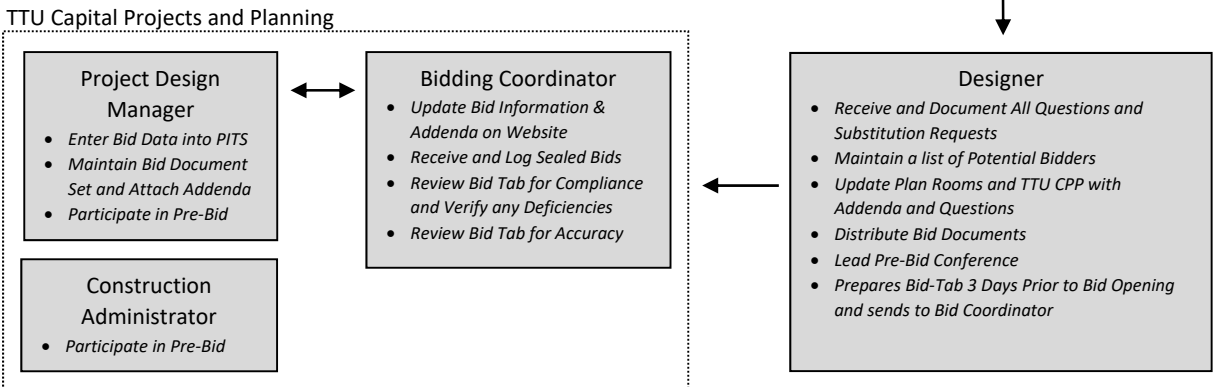 TTU Capital Projects and Planning
Project Design
Manager
• Enter Bid Data into PITS
• Maintain Bid Document
Set and Attach Addenda
• Participate in Pre-Bid
Construction
Administrator
• Participate in Pre-Bid
Bidding Coordinator
• Update Bid Information &
Addenda on Website
• Receive and Log Sealed Bids
• Review Bid Tab for Compliance
and Verify any Deficiencies
• Review Bid Tab for Accuracy
Designer
• Receive and Document All Questions and
Substitution Requests
• Maintain a list of Potential Bidders
• Update Plan Rooms and TTU CPP with
Addenda and Questions
• Distribute Bid Documents
• Lead Pre-Bid Conference
• Prepares Bid-Tab 3 Days Prior to Bid Opening
and sends to Bid Coordinator